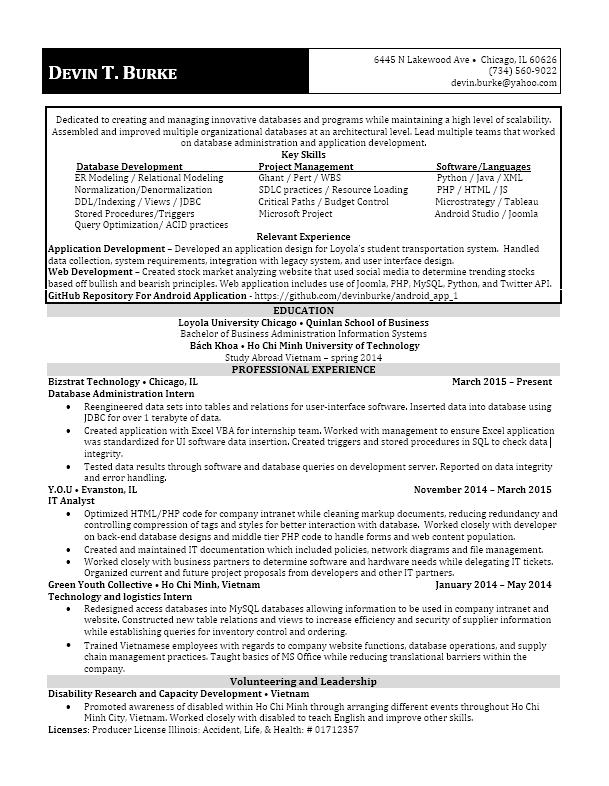 DEVIN T. BURKE
6445 N Lakewood Ave • Chicago, IL 60626
(734) 560-9022
devin.burke@yahoo.com
Dedicated to creating and managing innovative databases and programs while maintaining a high level of scalability.
Assembled and improved multiple organizational databases at an architectural level. Lead multiple teams that worked
on database administration and application development.
Key Skills
Database Development Project Management Software/Languages
ER Modeling / Relational Modeling Ghant / Pert / WBS Python / Java / XML
Normalization/Denormalization SDLC practices / Resource Loading PHP / HTML / JS
DDL/Indexing / Views / JDBC Critical Paths / Budget Control Microstrategy / Tableau
Stored Procedures/Triggers Microsoft Project Android Studio / Joomla
Query Optimization/ ACID practices
Relevant Experience
Application Development – Developed an application design for Loyola's student transportation system. Handled
data collection, system requirements, integration with legacy system, and user interface design.
Web Development – Created stock market analyzing website that used social media to determine trending stocks
based off bullish and bearish principles. Web application includes use of Joomla, PHP, MySQL, Python, and Twitter API.
GitHub Repository For Android Application - https://github.com/devinburke/android_app_1
EDUCATION
Loyola University Chicago • Quinlan School of Business
Bachelor of Business Administration Information Systems
Bách Khoa • Ho Chi Minh University of Technology
Study Abroad Vietnam – spring 2014
PROFESSIONAL EXPERIENCE
Bizstrat Technology • Chicago, IL March 2015 – Present
Database Administration Intern
• Reengineered data sets into tables and relations for user-interface software. Inserted data into database using
JDBC for over 1 terabyte of data.
• Created application with Excel VBA for internship team. Worked with management to ensure Excel application
was standardized for UI software data insertion. Created triggers and stored procedures in SQL to check data
integrity.
• Tested data results through software and database queries on development server. Reported on data integrity
and error handling.
Y.O.U • Evanston, IL November 2014 – March 2015
IT Analyst
• Optimized HTML/PHP code for company intranet while cleaning markup documents, reducing redundancy and
controlling compression of tags and styles for better interaction with database. Worked closely with developer
on back-end database designs and middle tier PHP code to handle forms and web content population.
• Created and maintained IT documentation which included policies, network diagrams and file management.
• Worked closely with business partners to determine software and hardware needs while delegating IT tickets.
Organized current and future project proposals from developers and other IT partners.
Green Youth Collective • Ho Chi Minh, Vietnam January 2014 – May 2014
Technology and logistics Intern
• Redesigned access databases into MySQL databases allowing information to be used in company intranet and
website. Constructed new table relations and views to increase efficiency and security of supplier information
while establishing queries for inventory control and ordering.
• Trained Vietnamese employees with regards to company website functions, database operations, and supply
chain management practices. Taught basics of MS Office while reducing translational barriers within the
company.
Volunteering and Leadership
Disability Research and Capacity Development • Vietnam
• Promoted awareness of disabled within Ho Chi Minh through arranging different events throughout Ho Chi
Minh City, Vietnam. Worked closely with disabled to teach English and improve other skills.
Licenses: Producer License Illinois: Accident, Life, & Health: # 01712357